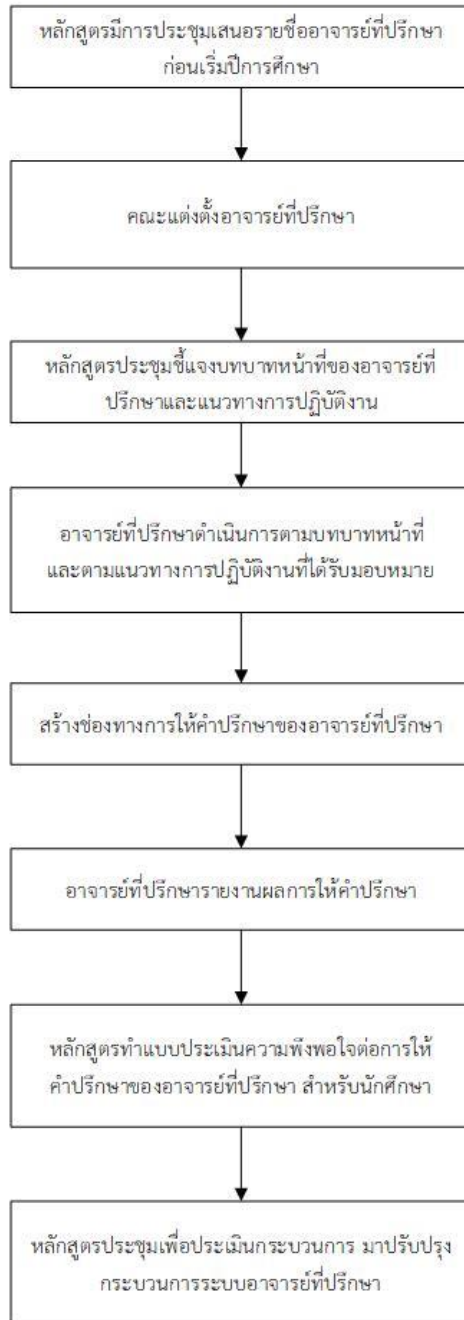 หลักสูตรมีการประชุมเสนอรายชื่ออาจารย์ที่ปรึกษา
ก่อนเริ่มปีการศึกษา
คณะแต่งตั้งอาจารย์ที่ปรึกษา
หลักสูตรประชุมชี้แจงบทบาทหน้าที่ของอาจารย์ที่
ปรึกษาและแนวทางการปฏิบัติงาน
อาจารย์ที่ปรึกษาดำเนินการตามบทบาทหน้าที่
และตามแนวทางการปฏิบัติงานที่ได้รับมอบหมาย
สร้างช่องทางการให้คำปรึกษาของอาจารย์ที่ปรึกษา
อาจารย์ที่ปรึกษารายงานผลการให้คำปรึกษา
หลักสูตรทำแบบประเมินความพึงพอใจต่อการให้
คำปรึกษาของอาจารย์ที่ปรึกษา สำหรับนักศึกษา
หลักสูตรประชุมเพื่อประเมินกระบวนการ มาปรับปรุง
กระบวนการระบบอาจารย์ที่ปรึกษา